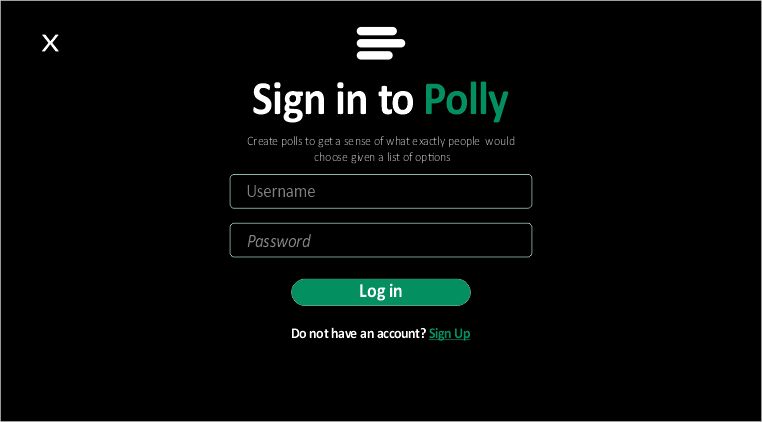 X
Sign in to Polly
Create polls to get a sense of what exactly people would
choose given a list of options
Username
Password
Log in
Do not have an account? Sign Up